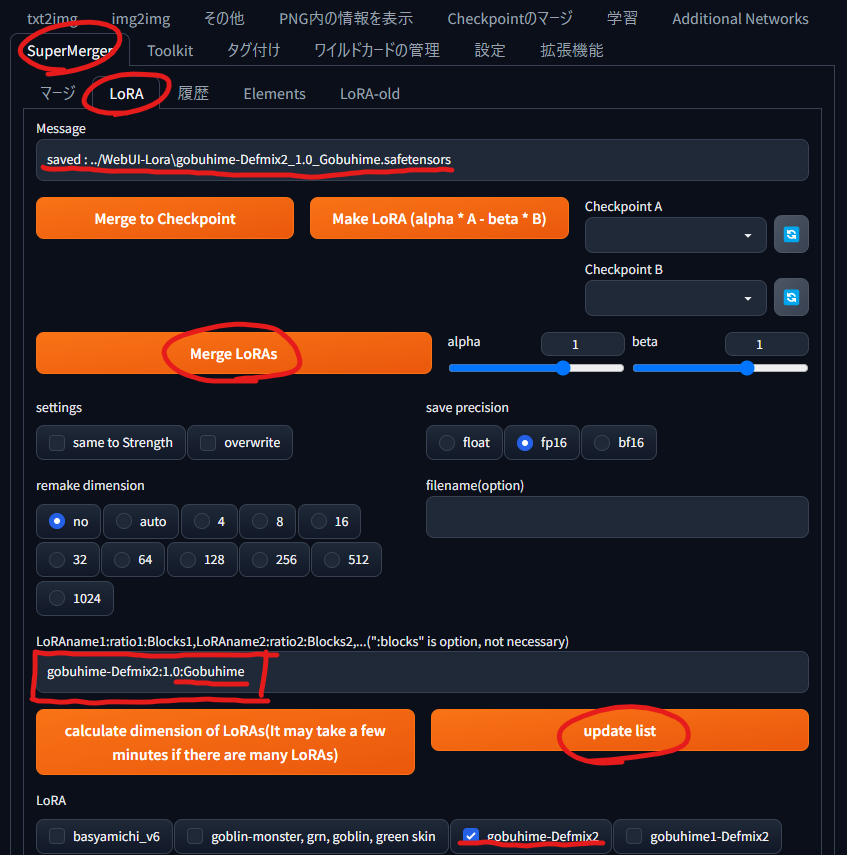 txt2img img2img その他 PNG内の情報を表示 Checkpointのマージ 学習 Additional Networks
SuperMerger Toolkit タグ付け ワイルドカードの管理 設定 拡張機能
マージ LoRA 履歴 Elements LoRA-old
Message
saved : ../WebUI-Lora\gobuhime-Defmix2_1.0_Gobuhime.safetensors
Merge to Checkpoint Make LoRA (alpha * A - beta * B) Checkpoint A
Checkpoint B
Merge LoRAs alpha 1 beta 1
settings save precision
same to Strength overwrite float fp16 bf16
remake dimension filename(option)
no auto 4 8 16
32 64 128 256 512
1024
LoRAname1:ratio1:Blocks1,LoRAname2:ratio2:Blocks2,...(":blocks" is option, not necessary)
gobuhime-Defmix2:1.0:Gobuhime
calculate dimension of LoRAs(It may take a few
minutes if there are many LoRAs)
update list
LoRA
basyamichi_v6 goblin-monster, grn, goblin, green skin gobuhime-Defmix2 gobuhime1-Defmix2